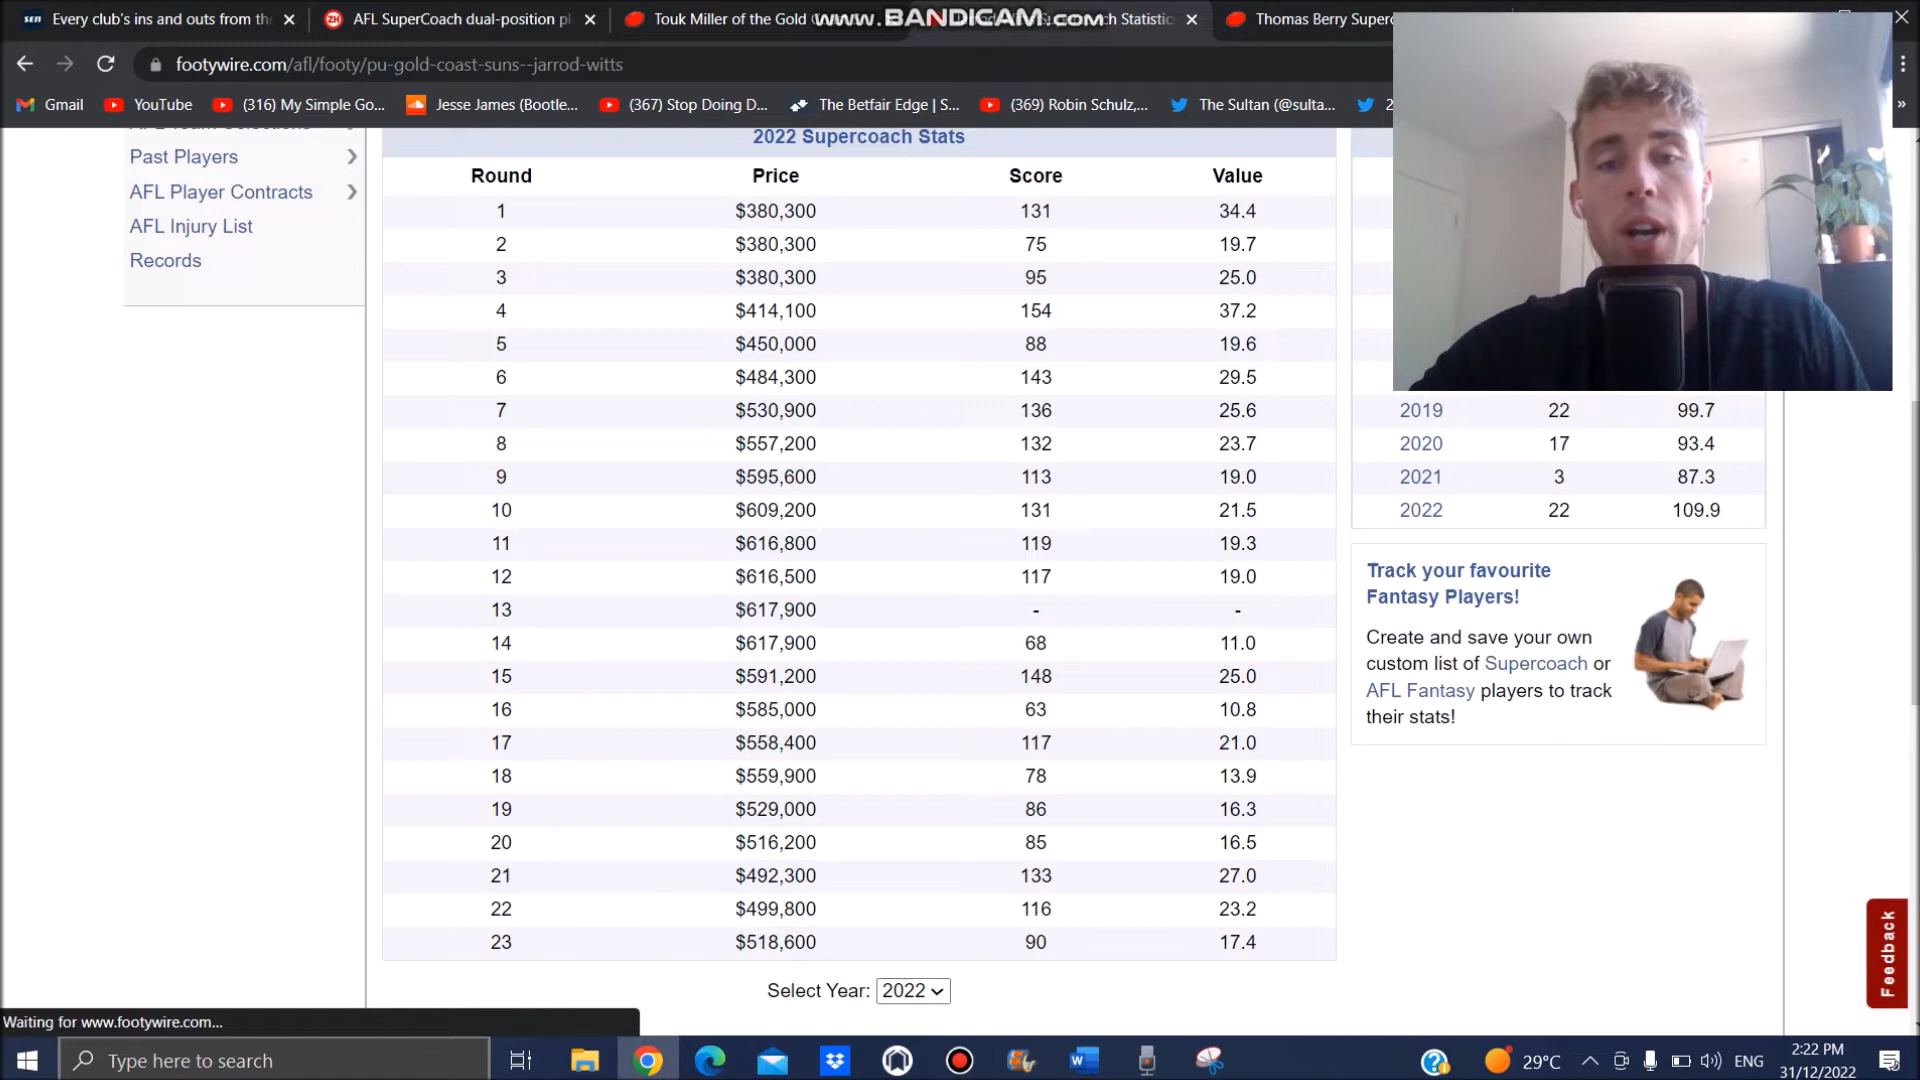 SEN Every club's ins and outs from th
ZH AFL SuperCoach dual-position pl
Touk Miller of the Gold
www.BANDICAM.com
ch Statistic
Thomas Berry Superc
footywire.com/afl/footy/pu-gold-coast-suns--jarrod-witts
Gmail
YouTube
(316) My Simple Go...
Jesse James (Bootle...
(367) Stop Doing D...
The Betfair Edge | S...
(369) Robin Schulz,...
The Sultan (@sulta...
2
»
Past Players
AFL Player Contracts
AFL Injury List
Records
2022 Supercoach Stats
Round Price Score Value
1 $380,300 131 34.4
2 $380,300 75 19.7
3 $380,300 95 25.0
4 $414,100 154 37.2
5 $450,000 88 19.6
6 $484,300 143 29.5
7 $530,900 136 25.6
8 $557,200 132 23.7
9 $595,600 113 19.0
10 $609,200 131 21.5
11 $616,800 119 19.3
12 $616,500 117 19.0
13 $617,900 - -
14 $617,900 68 11.0
15 $591,200 148 25.0
16 $585,000 63 10.8
17 $558,400 117 21.0
18 $559,900 78 13.9
19 $529,000 86 16.3
20 $516,200 85 16.5
21 $492,300 133 27.0
22 $499,800 116 23.2
23 $518,600 90 17.4
Select Year: 2022
2019 22 99.7
2020 17 93.4
2021 3 87.3
2022 22 109.9
Track your favourite
Fantasy Players!
Create and save your own
custom list of Supercoach or
AFL Fantasy players to track
their stats!
Feedback
Waiting for www.footywire.com...
Type here to search
29°C
ENG
2:22 PM
31/12/2022